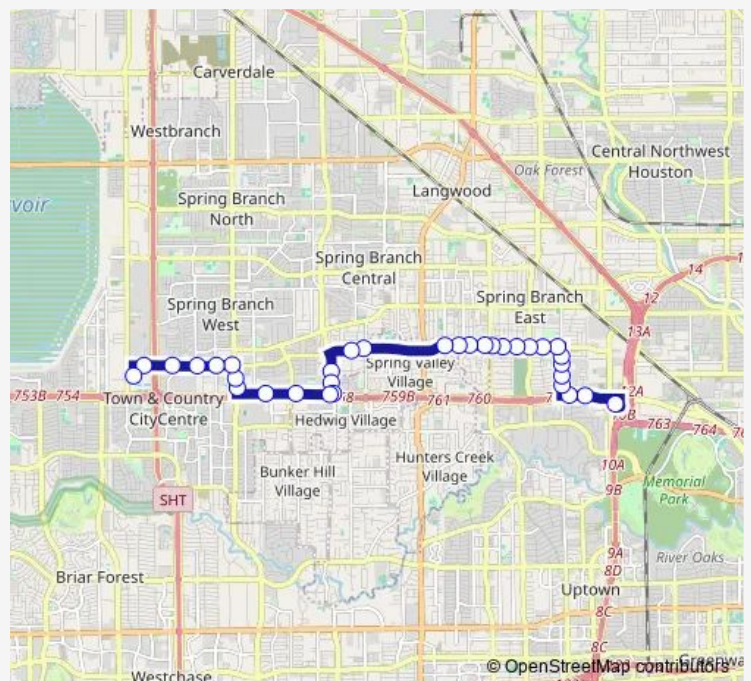 Carverdale
Westbranch
Central Northwest
Houston
Oak Forest
Langwood
voir
Spring Branch
North
Spring Branch
Central
14
12
Spring Branch
East
Spring Branch
West
13A
Spring Valley
Village
753B 754
Town & Country
CityCentre
58 759B 761 760
12A
763 764
Hedwig Village
Hunters Creek
Village
10A
Bunker Hill
Village
9B
Memorial
Park
SHT
9A
8D
River Oaks
Briar Forest
Uptown
8C
8C
Westchase
© OpenStreetMap contributors